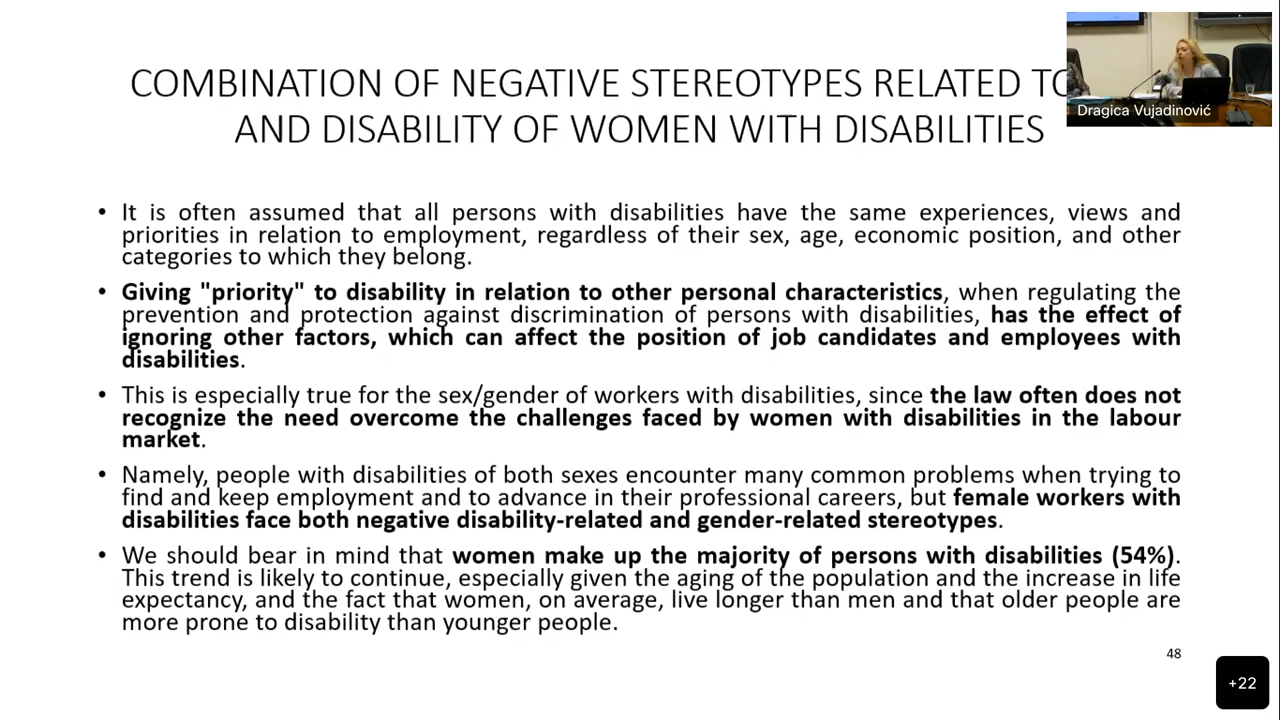 COMBINATION OF NEGATIVE STEREOTYPES RELATED TO
AND DISABILITY OF WOMEN WITH DISABILITIES
Dragica Vujadinović
• It is often assumed that all persons with disabilities have the same experiences, views and
priorities in relation to employment, regardless of their sex, age, economic position, and other
categories to which they belong.
• Giving "priority" to disability in relation to other personal characteristics, when regulating the
prevention and protection against discrimination of persons with disabilities, has the effect of
ignoring other factors, which can affect the position of job candidates and employees with
disabilities.
• This is especially true for the sex/gender of workers with disabilities, since the law often does not
recognize the need overcome the challenges faced by women with disabilities in the labour
market.
• Namely, people with disabilities of both sexes encounter many common problems when trying to
find and keep employment and to advance in their professional careers, but female workers with
disabilities face both negative disability-related and gender-related stereotypes.
• We should bear in mind that women make up the majority of persons with disabilities (54%).
This trend is likely to continue, especially given the aging of the population and the increase in life
expectancy, and the fact that women, on average, live longer than men and that older people are
more prone to disability than younger people.
48
+22